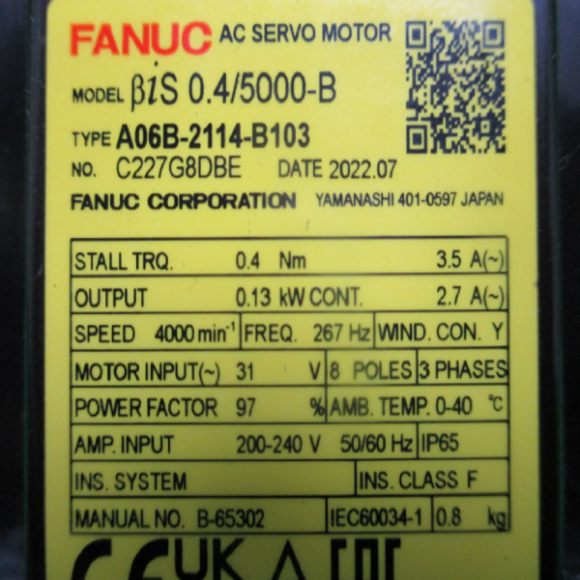 FANUC AC SERVO MOTOR
MODEL βiS 0.4/5000-B
TYPE A06B-2114-B103
NO. C227G8DBE DATE 2022.07
FANUC CORPORATION YAMANASHI 401-0597 JAPAN
STALL TRQ. 0.4 Nm 3.5 A(~)
OUTPUT 0.13 kW CONT. 2.7 A(~)
SPEED 4000 min⁻¹ FREQ. 267 Hz WIND. CON. Y
MOTOR INPUT(~) 31 V 8 POLES 3 PHASES
POWER FACTOR 97 % AMB. TEMP. 0-40 ℃
AMP. INPUT 200-240 V 50/60 Hz IP65
INS. SYSTEM INS. CLASS F
MANUAL NO. B-65302 IEC60034-1 0.8 kg
CE UK